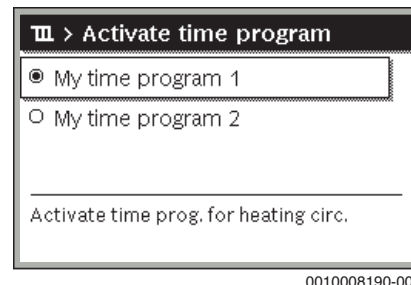 > Activate time program
My time program 1
My time program 2
Activate time prog. for heating circ.
0010008190-00